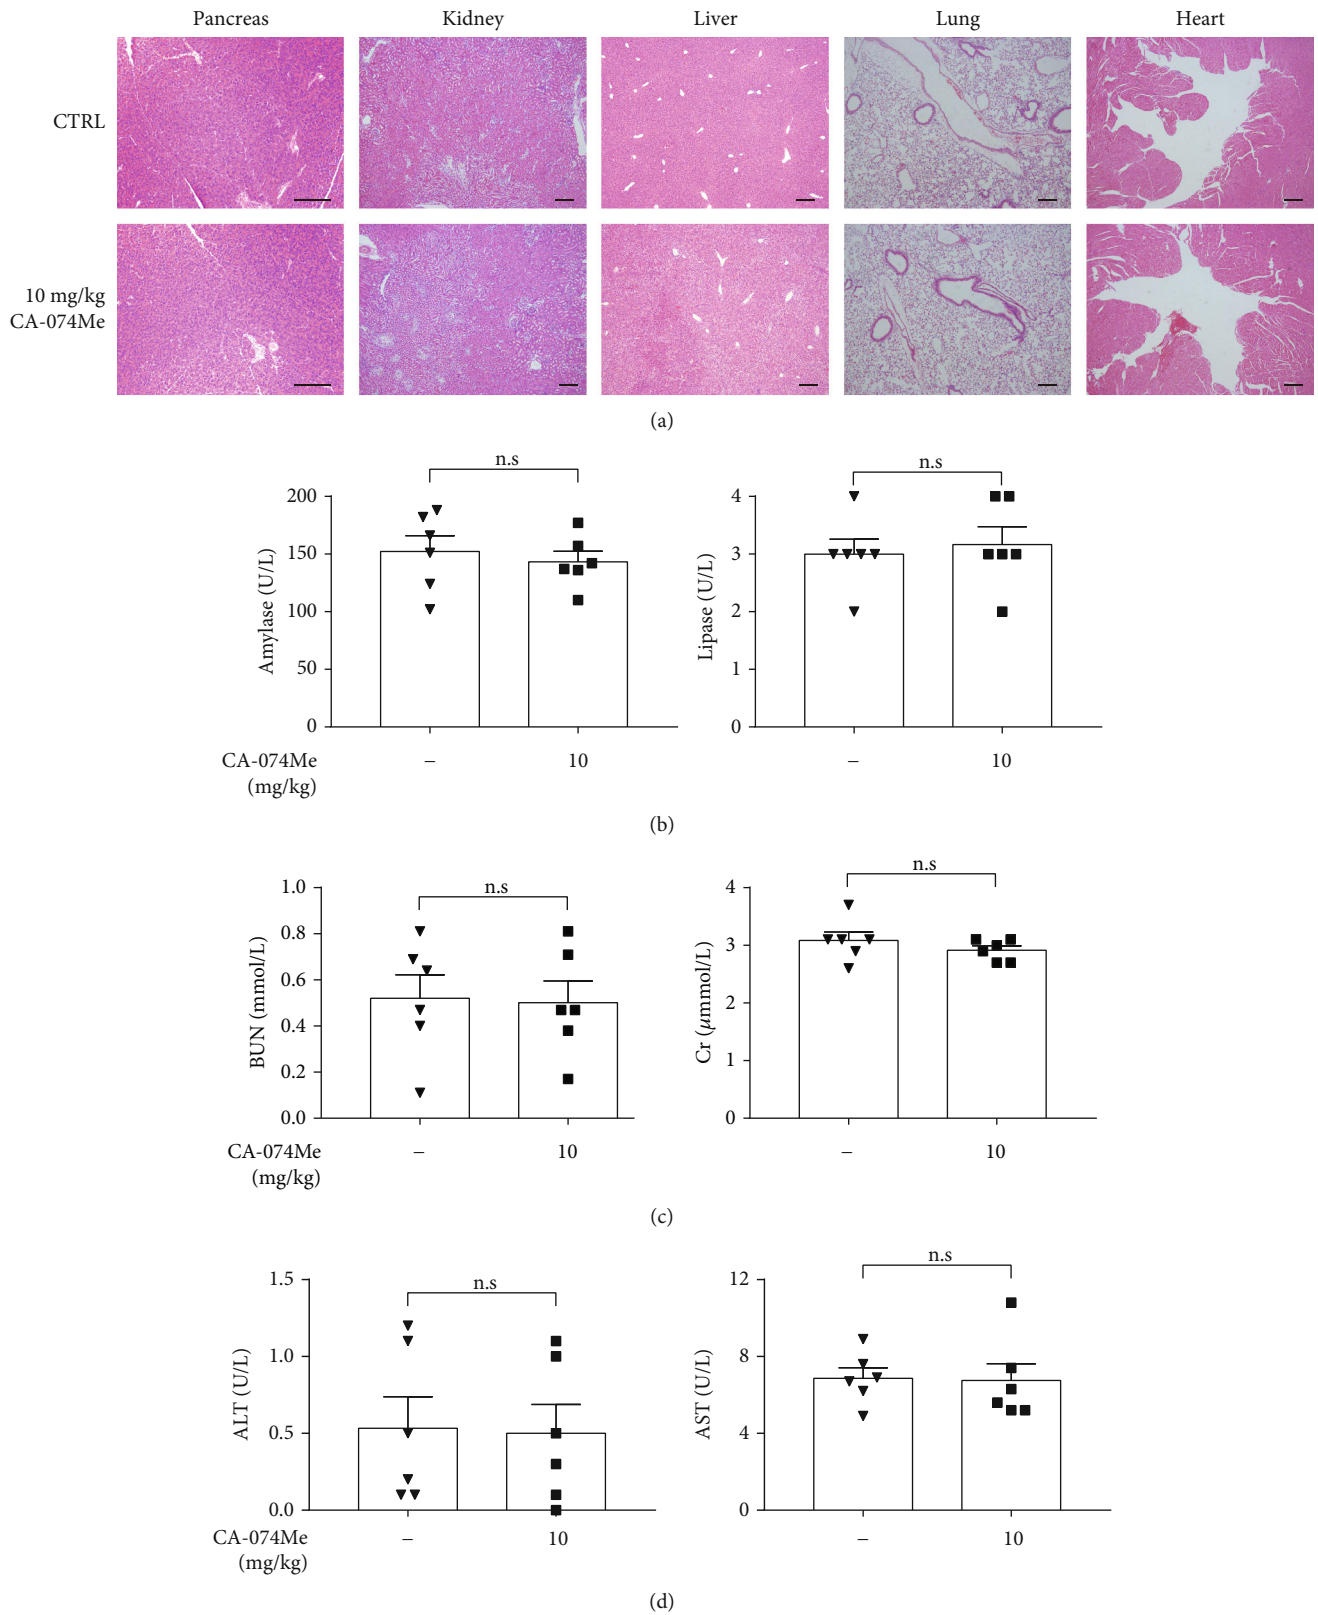 Pancreas Kidney Liver Lung Heart
CTRL
10 mg/kg
CA-074Me
(a)
n.s
200
150
100
50
0
Amylase (U/L)
CA-074Me
(mg/kg)
– 10
n.s
4
3
2
1
0
Lipase (U/L)
– 10
(b)
n.s
1.0
0.8
0.6
0.4
0.2
0.0
BUN (mmol/L)
CA-074Me
(mg/kg)
– 10
n.s
4
3
2
1
0
Cr (μmmol/L)
– 10
(c)
n.s
1.5
1.0
0.5
0.0
ALT (U/L)
CA-074Me
(mg/kg)
– 10
n.s
12
8
4
0
AST (U/L)
– 10
(d)